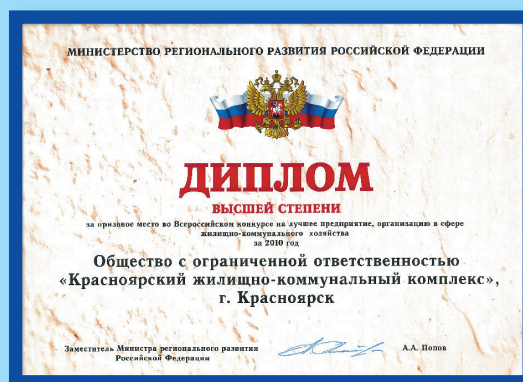 МИНИСТЕРСТВО РЕГИОНАЛЬНОГО РАЗВИТИЯ РОССИЙСКОЙ ФЕДЕРАЦИИ
ДИПЛОМ
ВЫСШЕЙ СТЕПЕНИ
за призовое место во Всероссийском конкурсе на лучшее предприятие, организацию в сфере
жилищно-коммунального хозяйства
за 2010 год
Общество с ограниченной ответственностью
«Красноярский жилищно-коммунальный комплекс»,
г. Красноярск
Заместитель Министра регионального развития
Российской Федерации
А.А. Попов